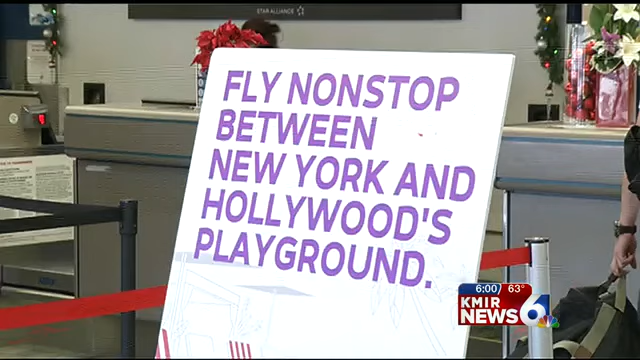 STAR ALLIANCE
FLY NONSTOP
BETWEEN
NEW YORK AND
HOLLYWOOD'S
PLAYGROUND.
6:00 63°
KMIR
NEWS 6